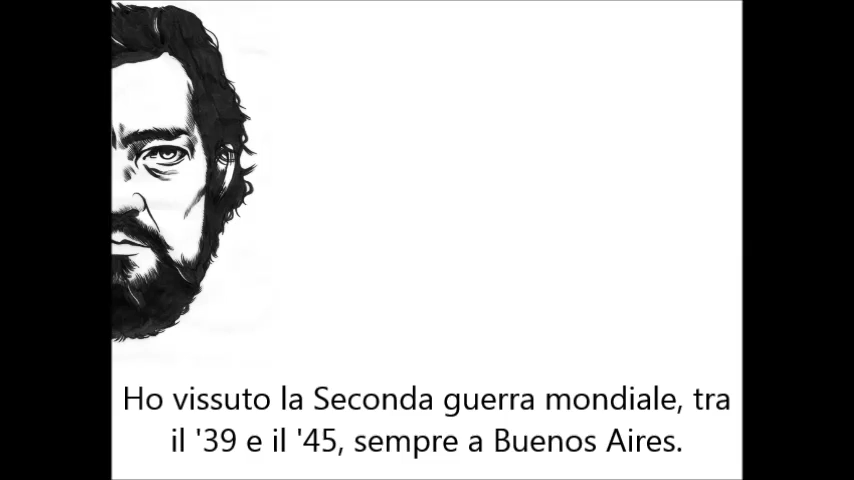 Ho vissuto la Seconda guerra mondiale, tra
il '39 e il '45, sempre a Buenos Aires.